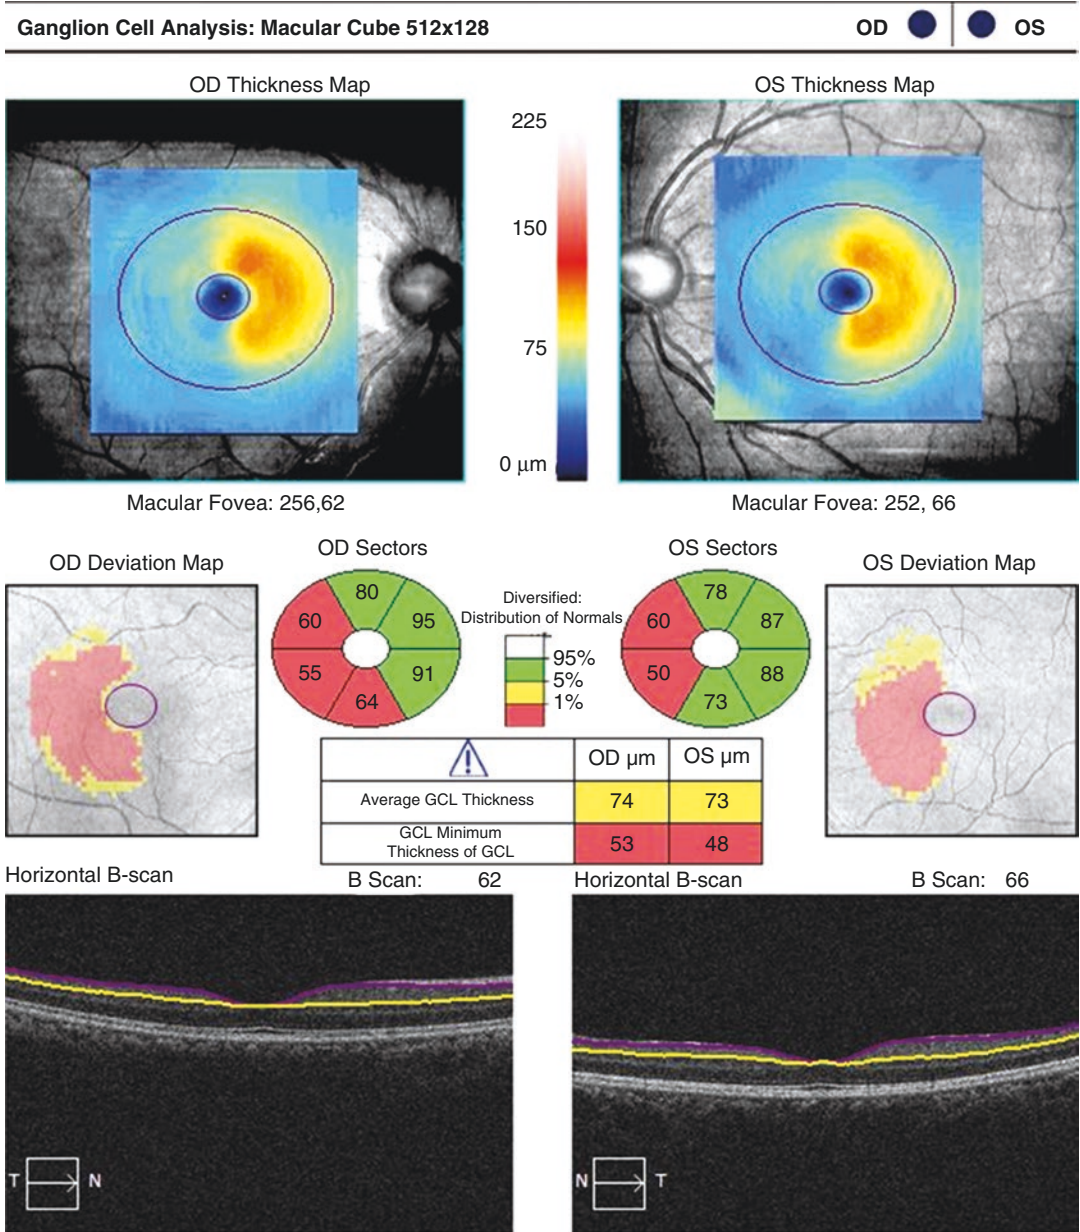 Ganglion Cell Analysis: Macular Cube 512x128
OD
OS
OD Thickness Map
OS Thickness Map
225
150
75
0 µm
Macular Fovea: 256,62
Macular Fovea: 252, 66
OD Deviation Map
OD Sectors
OS Sectors
OS Deviation Map
80
60
95
55
91
64
Diversified:
Distribution of Normals
95%
5%
1%
78
60
87
50
88
73
OD µm
OS µm
Average GCL Thickness
74
73
GCL Minimum
Thickness of GCL
53
48
Horizontal B-scan
B Scan: 62
Horizontal B-scan
B Scan: 66
T
N
N
T